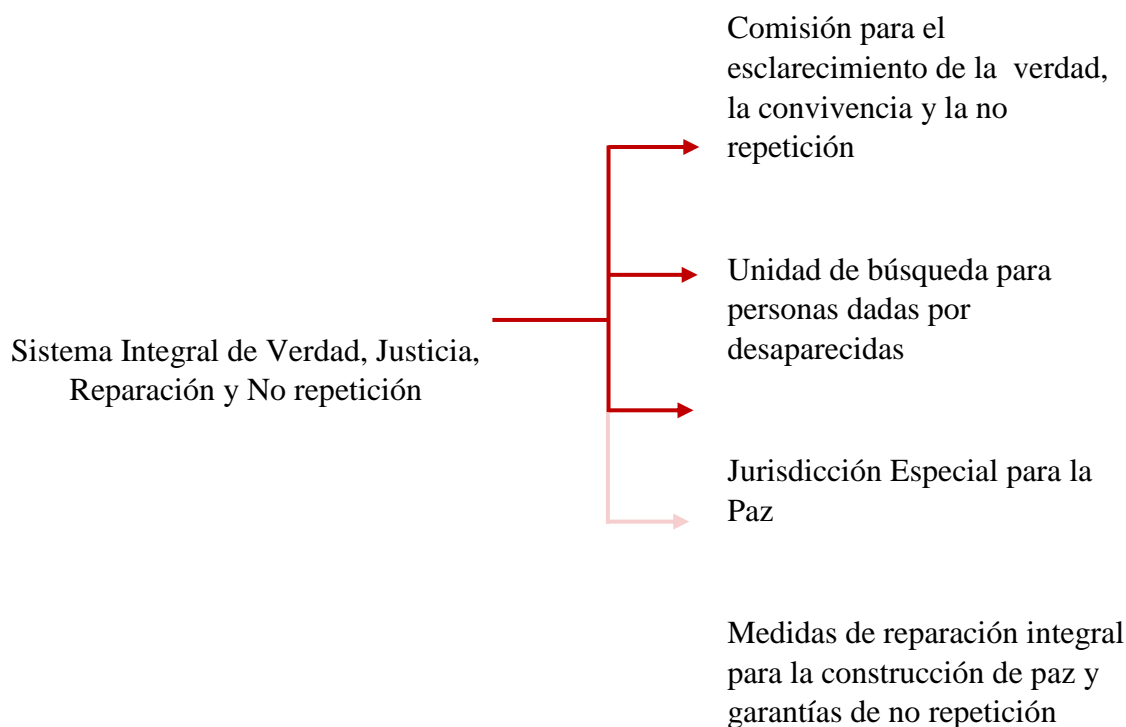 Sistema Integral de Verdad, Justicia,
Reparación y No repetición
Comisión para el
esclarecimiento de la  verdad,
la convivencia y la no
repetición
Unidad de búsqueda para
personas dadas por
desaparecidas
Jurisdicción Especial para la
Paz
Medidas de reparación integral
para la construcción de paz y
garantías de no repetición